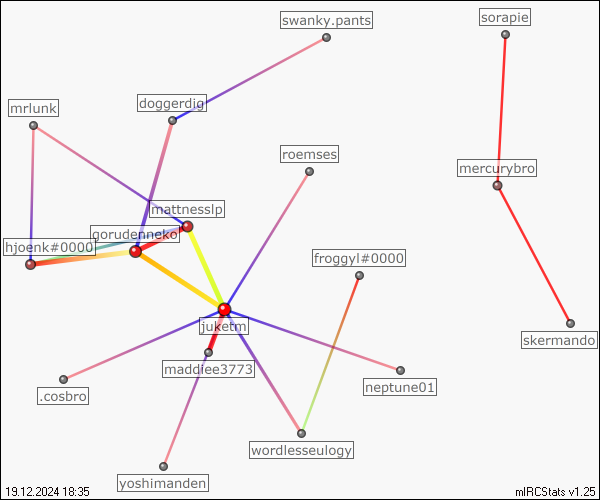 swanky.pants
sorapie
mrlunk
doggerdig
roemses
mercurybro
mattnesslp
gorudenneko
hjoenk#0000
froggyl#0000
juketm
skermando
maddiee3773
neptune01
.cosbro
wordlesseulogy
yoshimanden
19.12.2024 18:35
mIRCStats v1.25